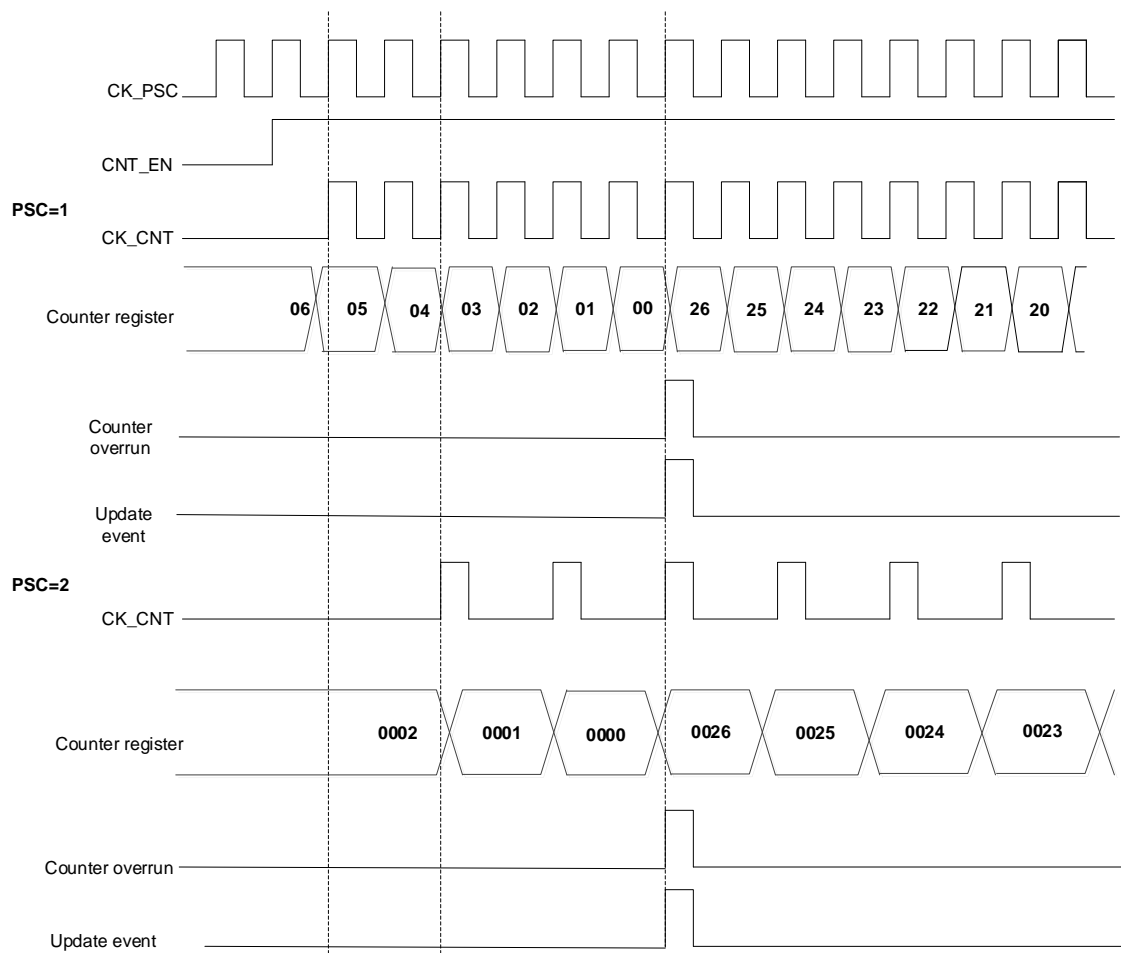 CK_PSC
CNT_EN
PSC=1
CK_CNT
Counter register
06 05 04 03 02 01 00 26 25 24 23 22 21 20
Counter
overrun
Update
event
PSC=2
CK_CNT
Counter register
0002 0001 0000 0026 0025 0024 0023
Counter overrun
Update event